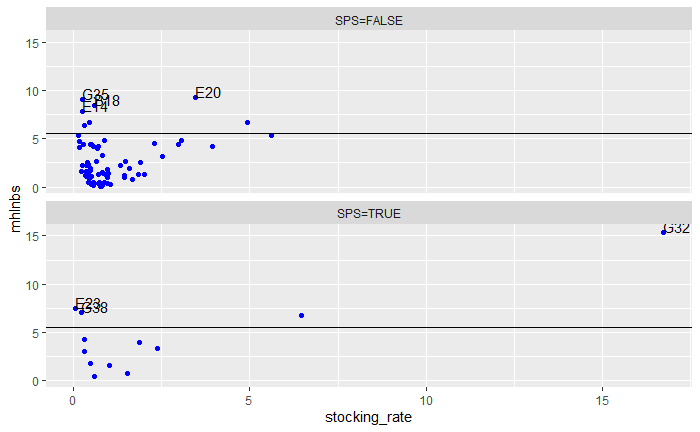 SPS=FALSE
15
10
5
0
G35
E18
E14
E20
SPS=TRUE
15
10
5
0
G32
E23
G38
0
5
10
15
stocking_rate
mhlnbs